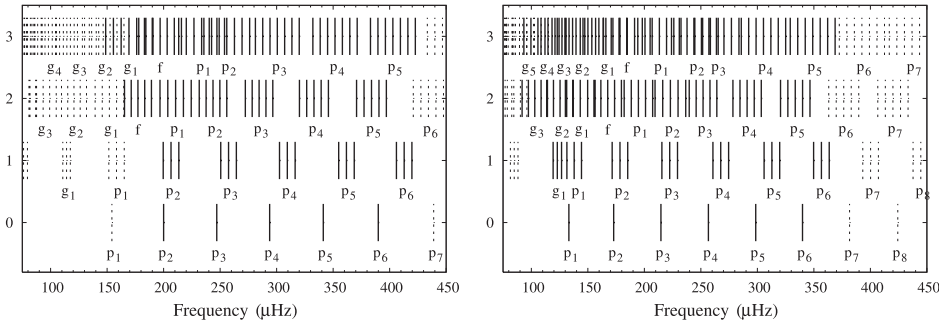 3
g4 g3 g2 g1 f p1 p2 p3 p4 p5
2
g3 g2 g1 f p1 p2 p3 p4 p5 p6
1
g1 p1 p2 p3 p4 p5 p6
0
p1 p2 p3 p4 p5 p6 p7
100 150 200 250 300 350 400 450
Frequency (μHz)
3
g5 g4 g3 g2 g1 f p1 p2 p3 p4 p5 p6 p7
2
g3 g2 g1 f p1 p2 p3 p4 p5 p6 p7
1
g1 p1 p2 p3 p4 p5 p6 p7 p8
0
p1 p2 p3 p4 p5 p6 p7 p8
100 150 200 250 300 350 400 450
Frequency (μHz)